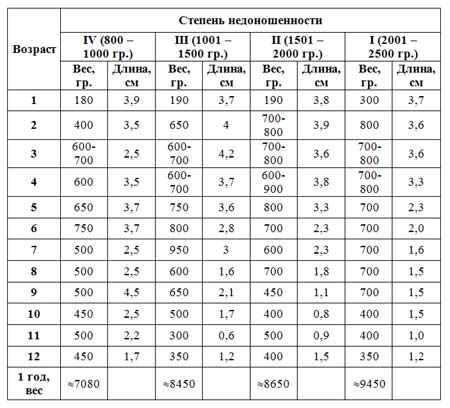 Возраст Степень недоношенности
IV (800 – 1000 гр.) III (1001 – 1500 гр.) II (1501 – 2000 гр.) I (2001 – 2500 гр.)
Вес, гр. Длина, см Вес, гр. Длина, см Вес, гр. Длина, см Вес, гр. Длина, см
1 180 3,9 190 3,7 190 3,8 300 3,7
2 400 3,5 650 4 700-800 3,9 800 3,6
3 600-700 2,5 600-700 4,2 700-800 3,6 700-800 3,6
4 600 3,5 600-700 3,7 600-900 3,8 700-800 3,3
5 650 3,7 750 3,6 800 3,3 700 2,3
6 750 3,7 800 2,8 700 2,3 700 2,0
7 500 2,5 950 3 600 2,3 700 1,6
8 500 2,5 600 1,6 700 1,8 700 1,5
9 500 4,5 650 2,1 450 1,1 700 1,5
10 450 2,5 500 1,7 400 0,8 400 1,5
11 500 2,2 300 0,6 500 0,9 400 1,0
12 450 1,7 350 1,2 400 1,5 350 1,2
1 год, вес ≈7080 ≈8450 ≈8650 ≈9450